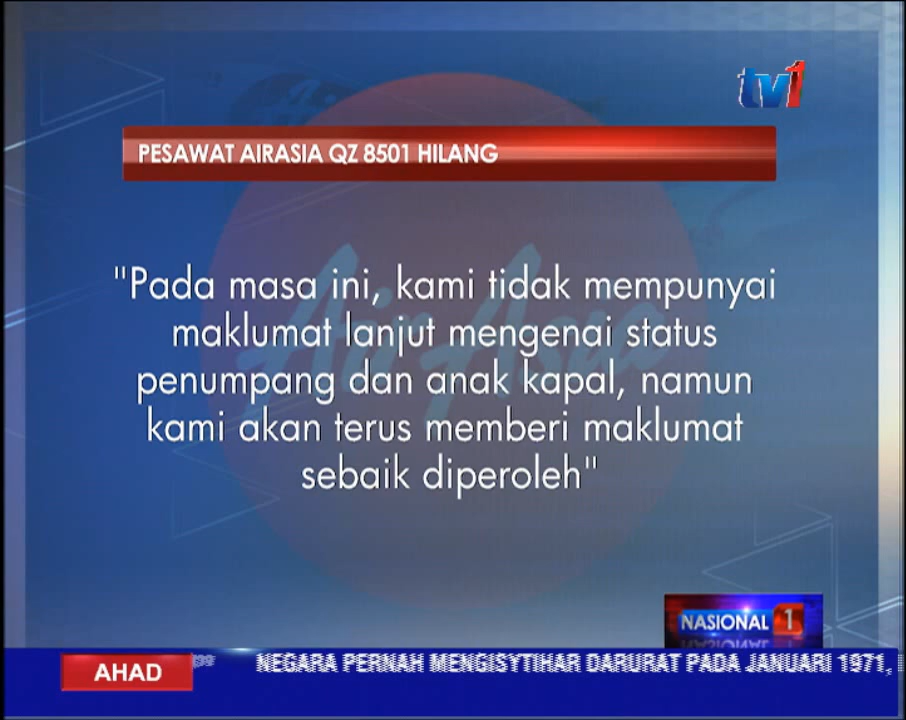 tv1
PESAWAT AIRASIA QZ 8501 HILANG
"Pada masa ini, kami tidak mempunyai
maklumat lanjut mengenai status
penumpang dan anak kapal, namun
kami akan terus memberi maklumat
sebaik diperoleh"
AirAsia
NASIONAL 1
AHAD
NEGARA PERNAH MENGISYTIHAR DARURAT PADA JANUARI 1971,